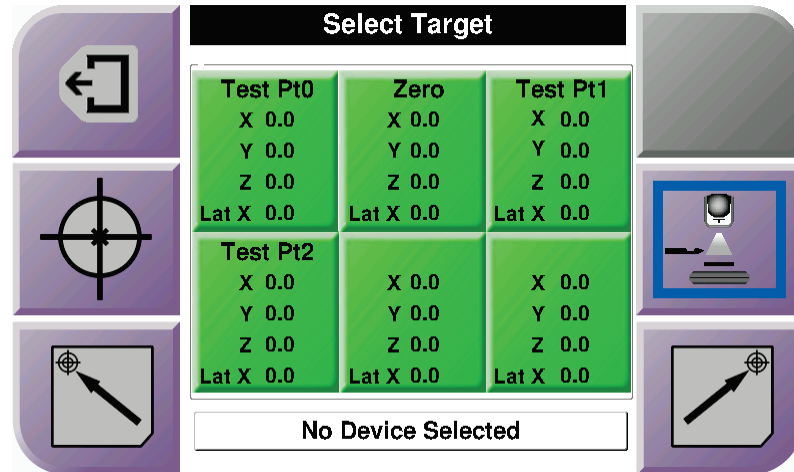 Select Target
Test Pt0
X 0.0
Y 0.0
Z 0.0
Lat X 0.0
Zero
X 0.0
Y 0.0
Z 0.0
Lat X 0.0
Test Pt1
X 0.0
Y 0.0
Z 0.0
Lat X 0.0
Test Pt2
X 0.0
Y 0.0
Z 0.0
Lat X 0.0
X 0.0
Y 0.0
Z 0.0
Lat X 0.0
X 0.0
Y 0.0
Z 0.0
Lat X 0.0
No Device Selected